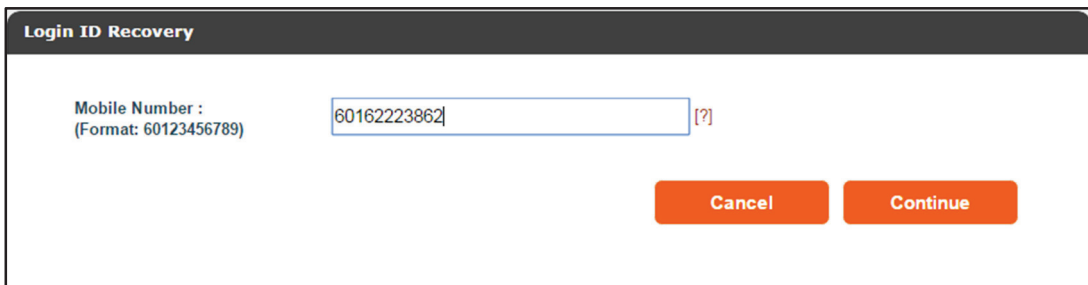 Login ID Recovery
Mobile Number :
(Format: 60123456789)
60162223862
[?]
Cancel
Continue